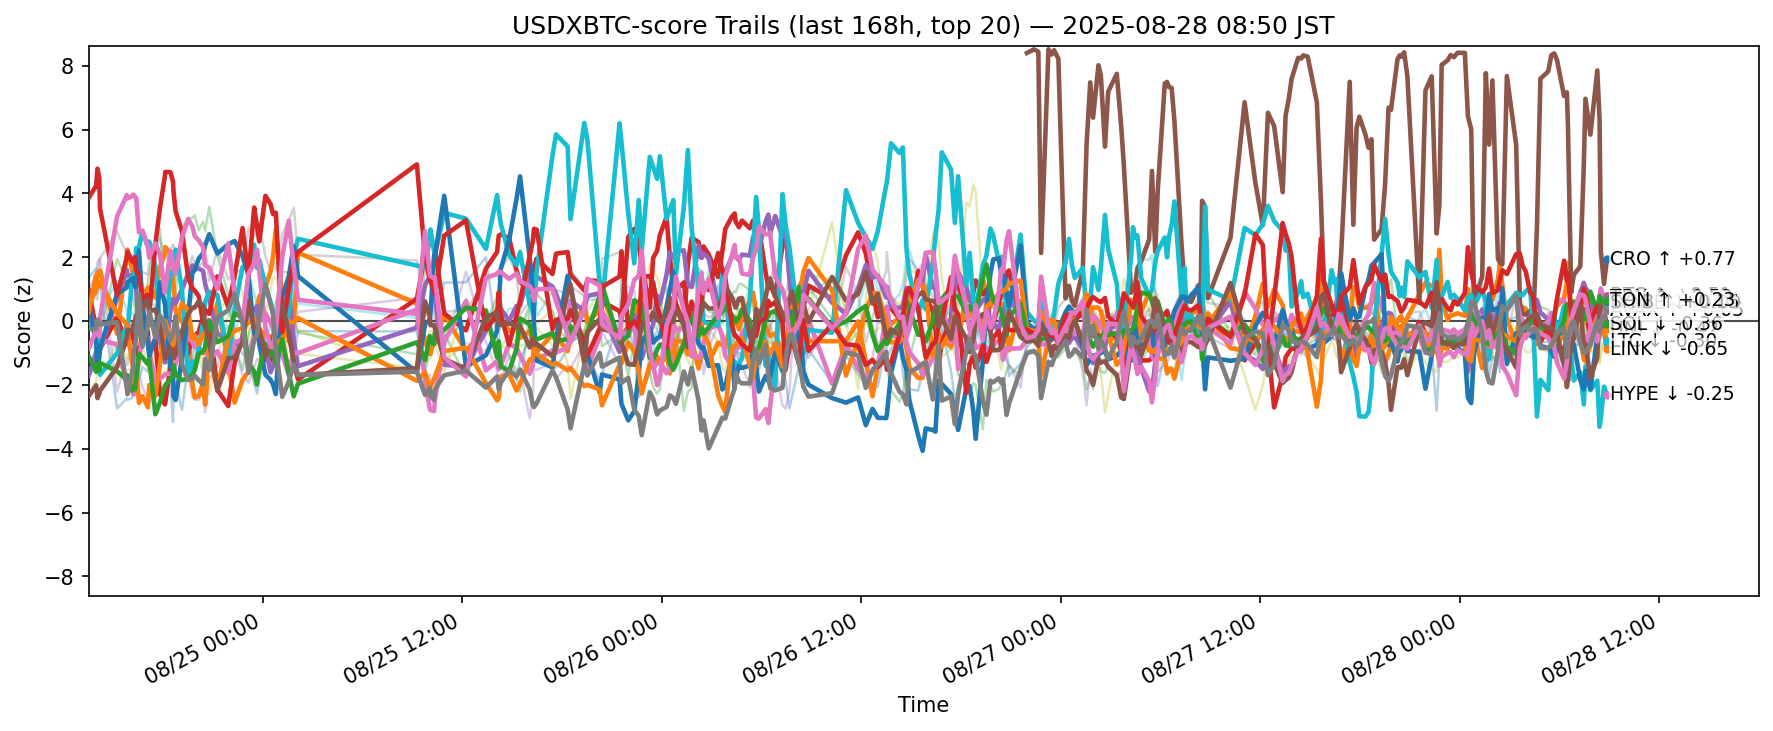 USDXBTC-score Trails (last 168h, top 20) — 2025-08-28 08:50 JST
Score (z)
8
6
4
2
0
−2
−4
−6
−8
CRO ↑ +0.77
TON ↑ +0.23
SOL ↓ -0.36
LINK ↓ -0.65
HYPE ↓ -0.25
08/25 00:00
08/25 12:00
08/26 00:00
08/26 12:00
08/27 00:00
08/27 12:00
08/28 00:00
08/28 12:00
Time